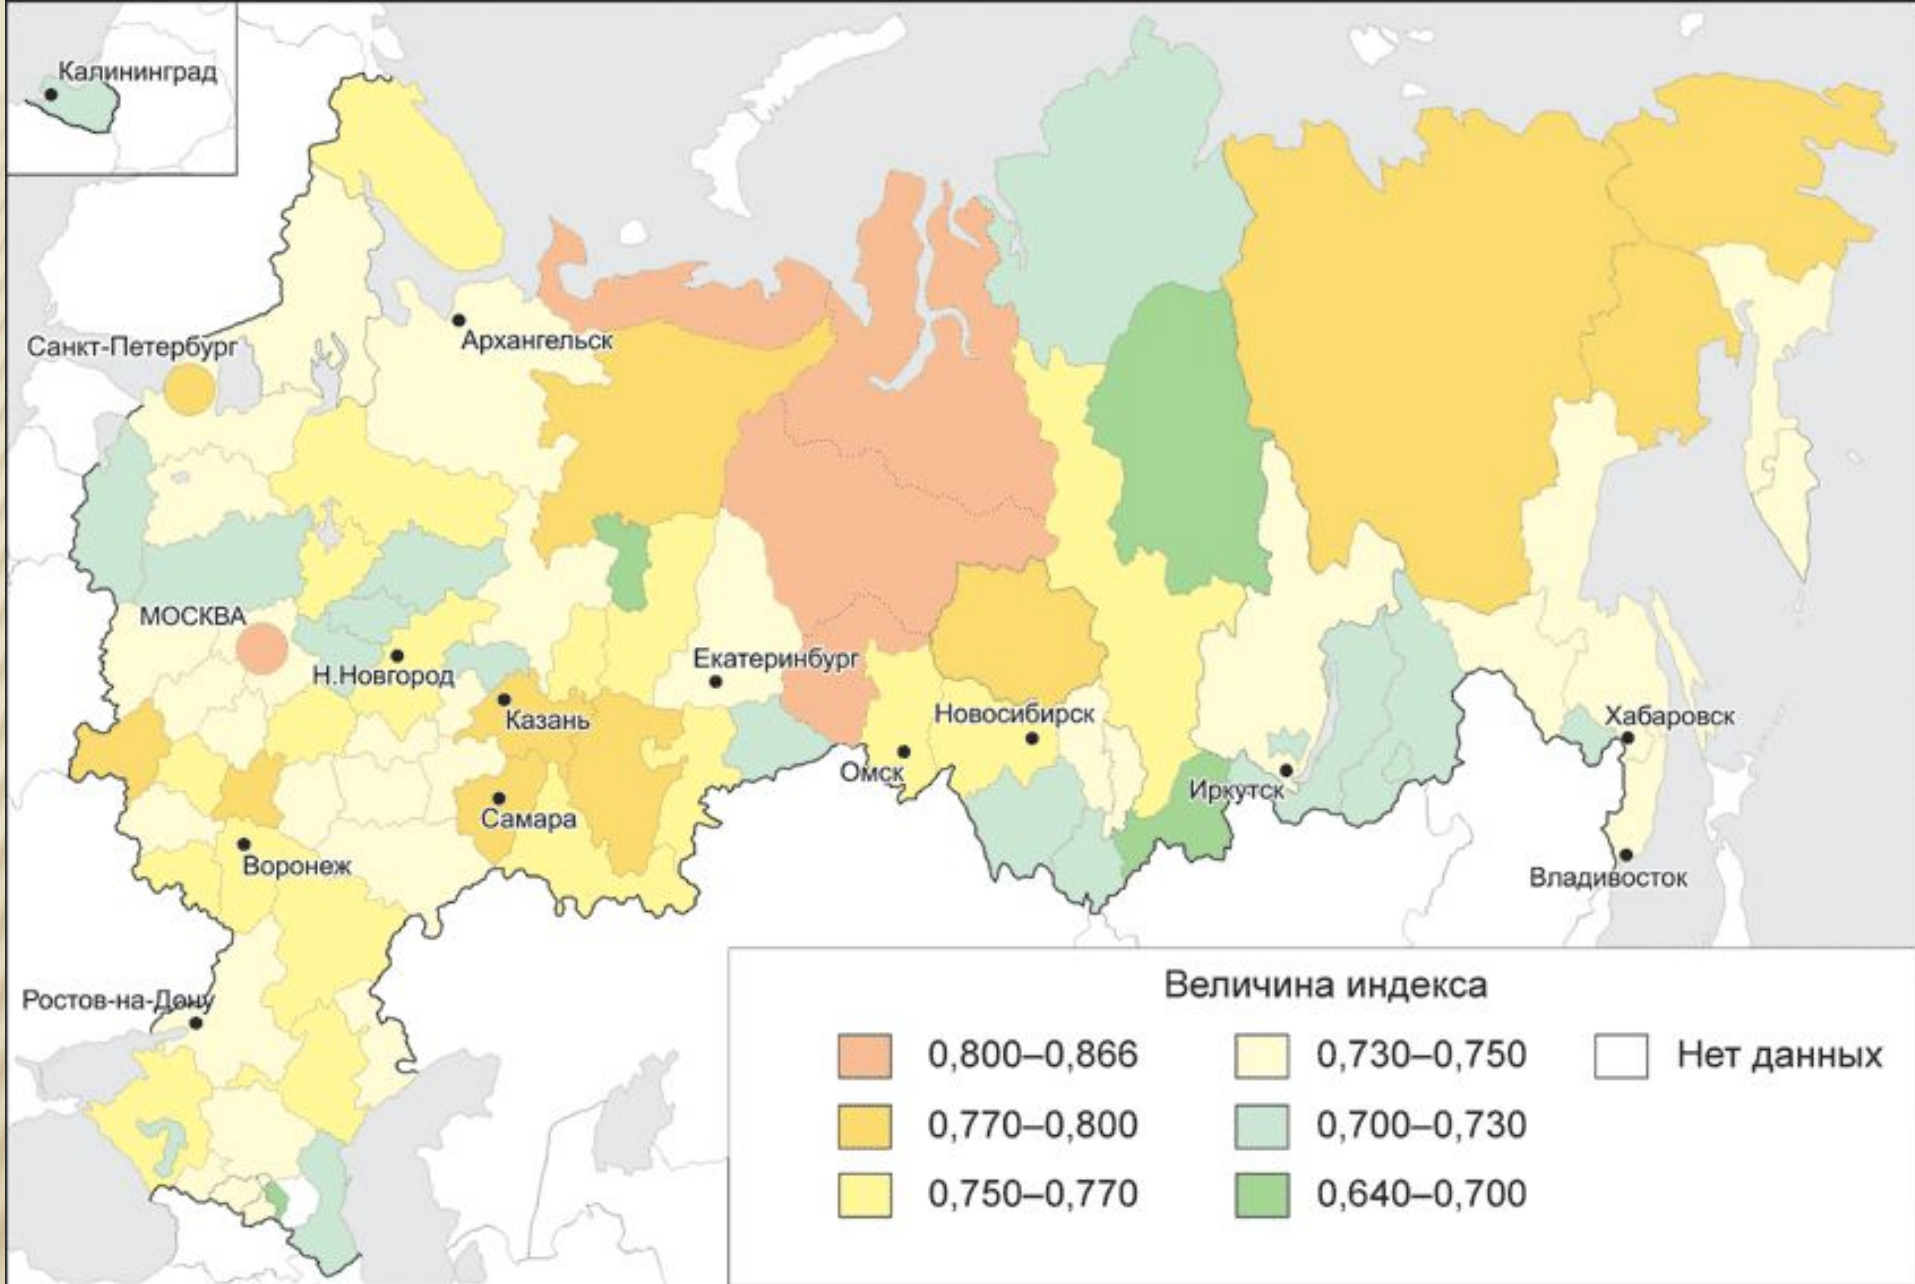 Калининград
Санкт-Петербург
Архангельск
МОСКВА
Н.Новгород
Екатеринбург
Казань
Новосибирск
Хабаровск
Омск
Иркутск
Самара
Воронеж
Владивосток
Ростов-на-Дону
Величина индекса
0,800–0,866
0,730–0,750
Нет данных
0,770–0,800
0,700–0,730
0,750–0,770
0,640–0,700